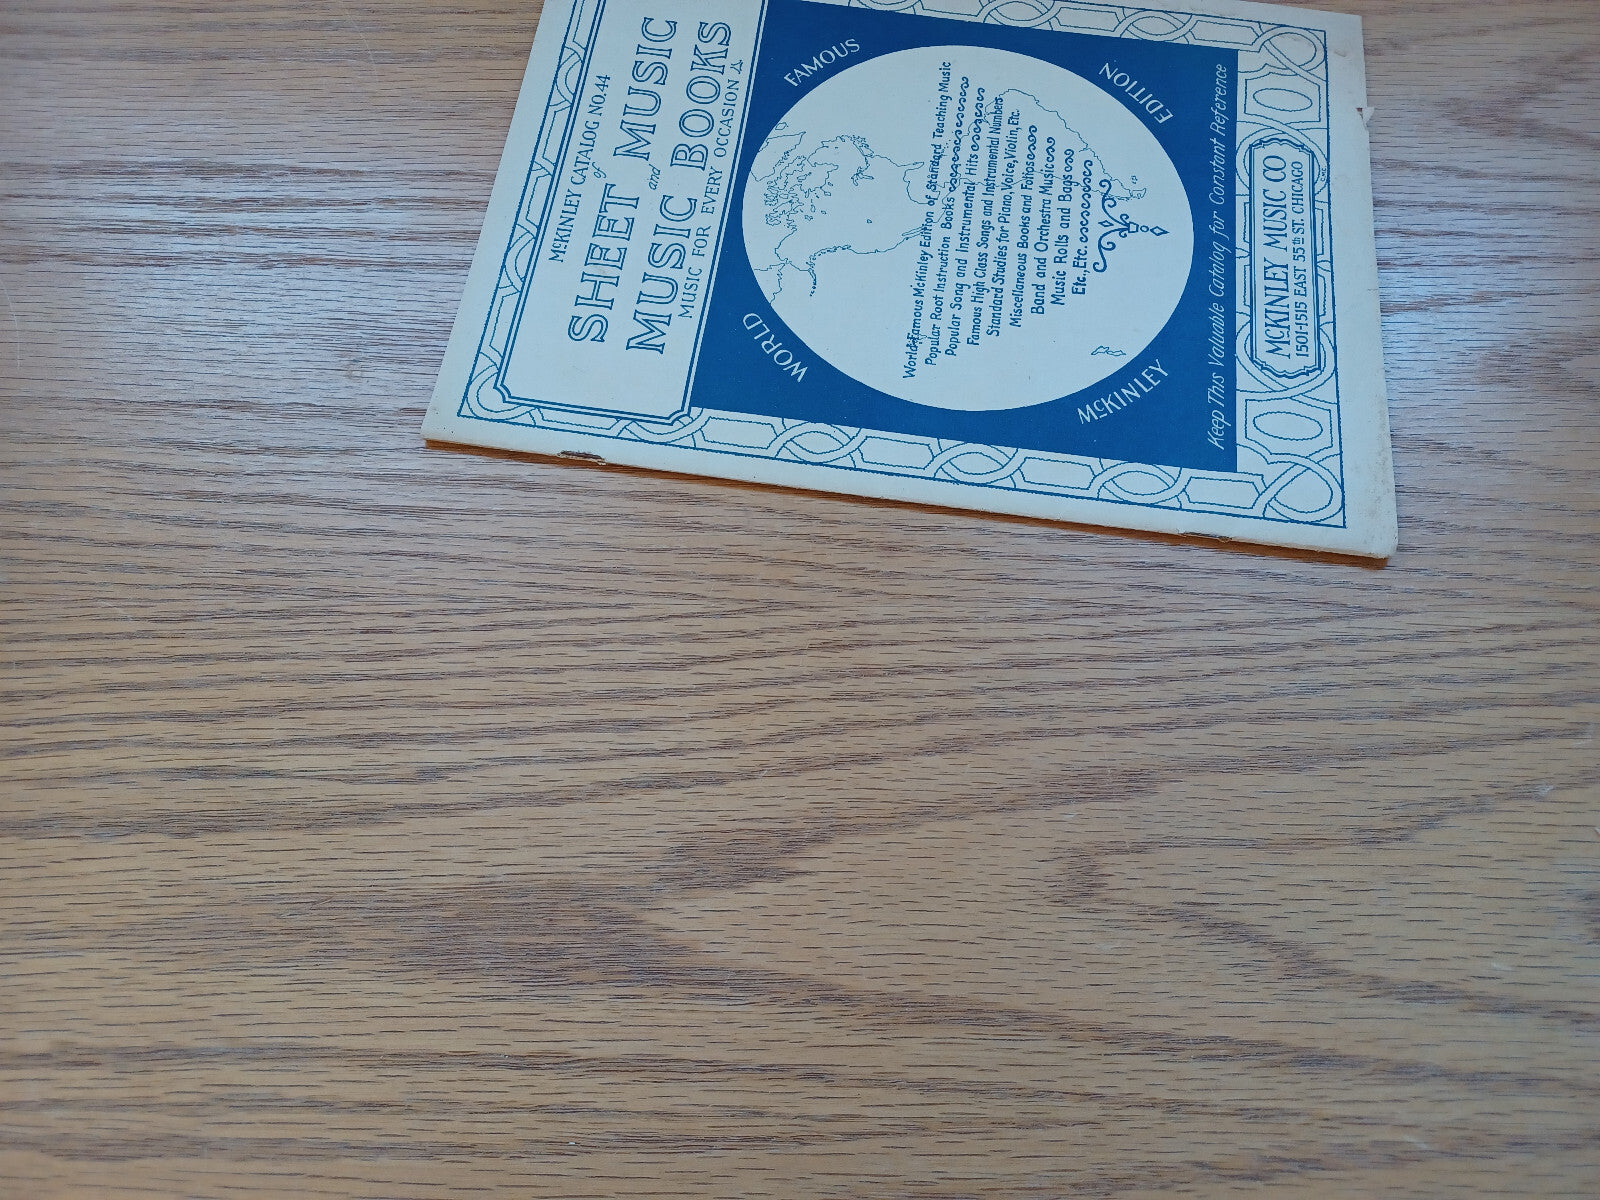 McKINLEY CATALOG NO. 44
of
SHEET MUSIC
and
MUSIC BOOKS
MUSIC FOR EVERY OCCASION
WORLD FAMOUS
McKINLEY EDITION
World Famous McKinley Edition of Standard Teaching Music
Popular Root Instruction Books
Popular Song and Instrumental Hits
Famous High Class Songs and Instrumental Numbers
Standard Studies for Piano, Voice, Violin, Etc.
Miscellaneous Books and Folios
Band and Orchestra Music
Music Rolls and Bags
Etc., Etc.
Keep This Valuable Catalog for Constant Reference
McKINLEY MUSIC CO
1501-1515 EAST 55th ST. CHICAGO
CMC